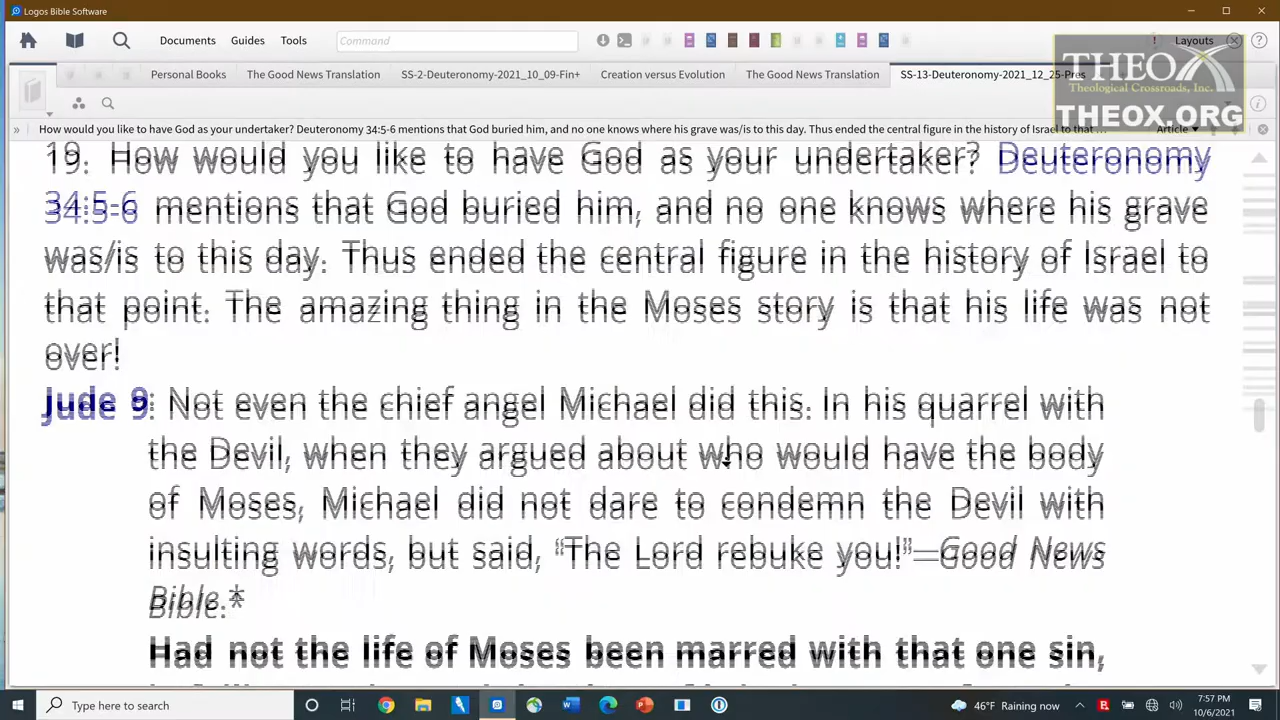 Logos Bible Software
Documents Guides Tools Command Layouts
Personal Books The Good News Translation SS-2-Deuteronomy-2021_10_09-Fin+ Creation versus Evolution The Good News Translation SS-13-Deuteronomy-2021_12_25-Pres
THEOX
Theological Crossroads, Inc.
THEOX.ORG
How would you like to have God as your undertaker? Deuteronomy 34:5-6 mentions that God buried him, and no one knows where his grave was/is to this day. Thus ended the central figure in the history of Israel to that ... Article
19. How would you like to have God as your undertaker? Deuteronomy
34:5-6 mentions that God buried him, and no one knows where his grave
was/is to this day. Thus ended the central figure in the history of Israel to
that point. The amazing thing in the Moses story is that his life was not
over!
Jude 9: Not even the chief angel Michael did this. In his quarrel with
the Devil, when they argued about who would have the body
of Moses, Michael did not dare to condemn the Devil with
insulting words, but said, “The Lord rebuke you!”—Good News
Bible.*
Had not the life of Moses been marred with that one sin,
Type here to search
46°F Raining now
7:57 PM
10/6/2021